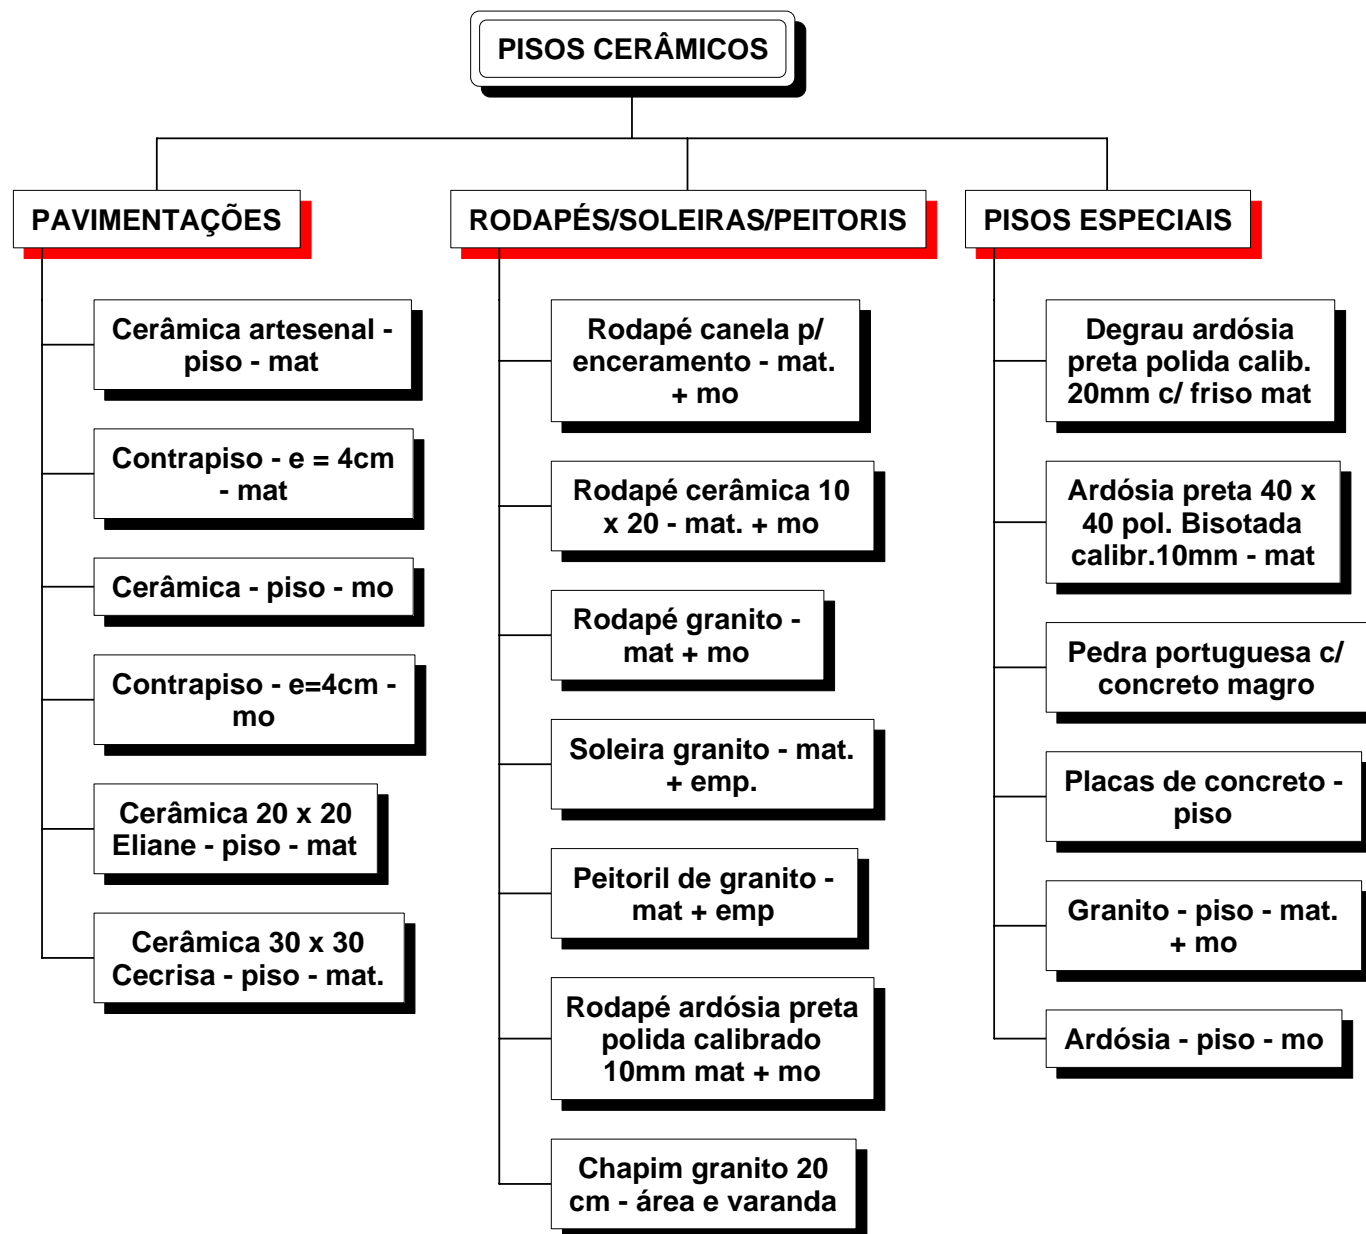 PISOS CERÂMICOS
PAVIMENTAÇÕES
Cerâmica artesenal -
piso - mat
Contrapiso - e = 4cm
- mat
Cerâmica - piso - mo
Contrapiso - e=4cm -
mo
Cerâmica 20 x 20
Eliane - piso - mat
Cerâmica 30 x 30
Cecrisa - piso - mat.
RODAPÉS/SOLEIRAS/PEITORIS
Rodapé canela p/
enceramento - mat.
+ mo
Rodapé cerâmica 10
x 20 - mat. + mo
Rodapé granito -
mat + mo
Soleira granito - mat.
+ emp.
Peitoril de granito -
mat + emp
Rodapé ardósia preta
polida calibrado
10mm mat + mo
Chapim granito 20
cm - área e varanda
PISOS ESPECIAIS
Degrau ardósia
preta polida calib.
20mm c/ friso mat
Ardósia preta 40 x
40 pol. Bisotada
calibr.10mm - mat
Pedra portuguesa c/
concreto magro
Placas de concreto -
piso
Granito - piso - mat.
+ mo
Ardósia - piso - mo